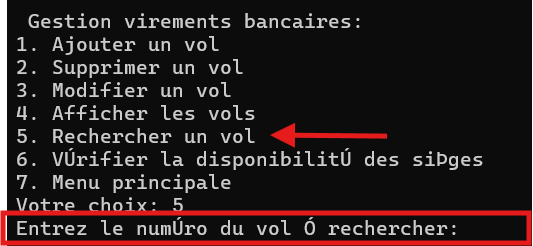 Gestion virements bancaires:
1. Ajouter un vol
2. Supprimer un vol
3. Modifier un vol
4. Afficher les vols
5. Rechercher un vol
6. VÚrifier la disponibilitÚ des siÞges
7. Menu principale
Votre choix: 5
Entrez le numÚro du vol Ó rechercher: